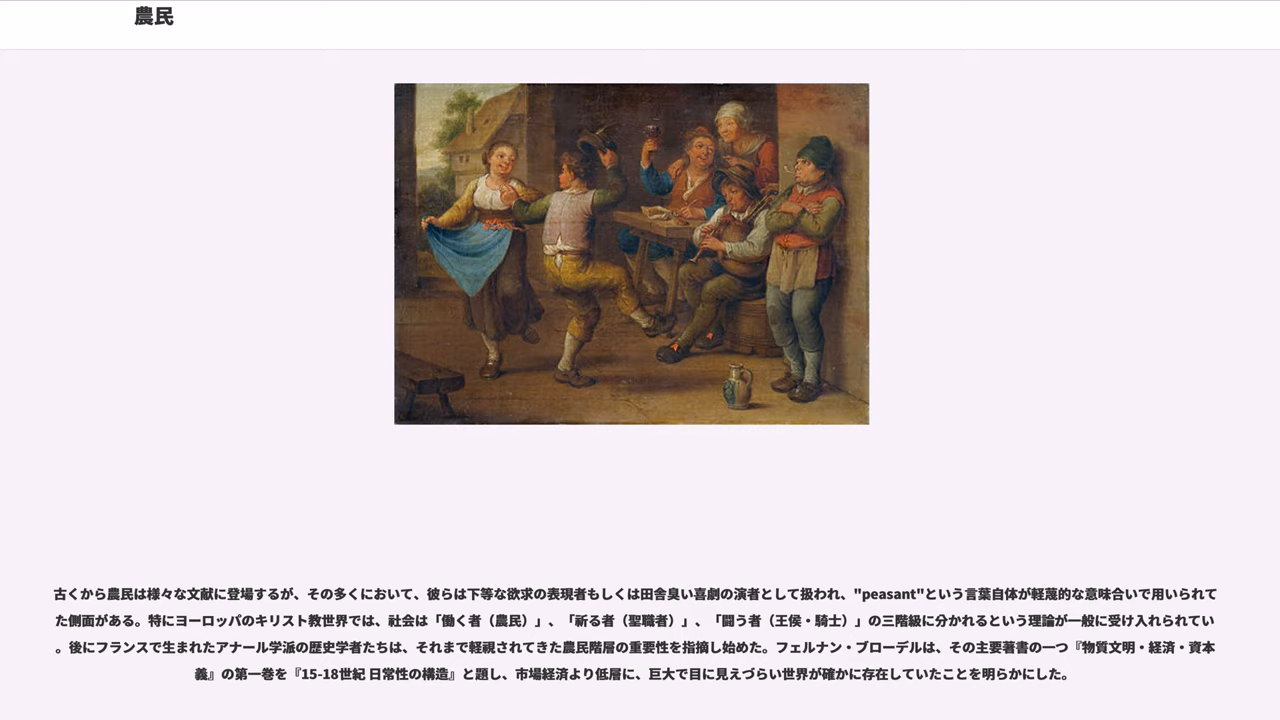 農民
古くから農民は様々な文献に登場するが、その多くにおいて、彼らは下等な欲求の表現者もしくは田舎臭い喜劇の演者として扱われ、"peasant"という言葉自体が軽蔑的な意味合いで用いられて
た側面がある。特にヨーロッパのキリスト教世界では、社会は「働く者（農民）」、「祈る者（聖職者）」、「闘う者（王侯・騎士）」の三階級に分かれるという理論が一般に受け入れられてい
。後にフランスで生まれたアナール学派の歴史学者たちは、それまで軽視されてきた農民階層の重要性を指摘し始めた。フェルナン・ブローデルは、その主要著書の一つ『物質文明・経済・資本
義』の第一巻を『15-18世紀 日常性の構造』と題し、市場経済より低層に、巨大で目に見えづらい世界が確かに存在していたことを明らかにした。